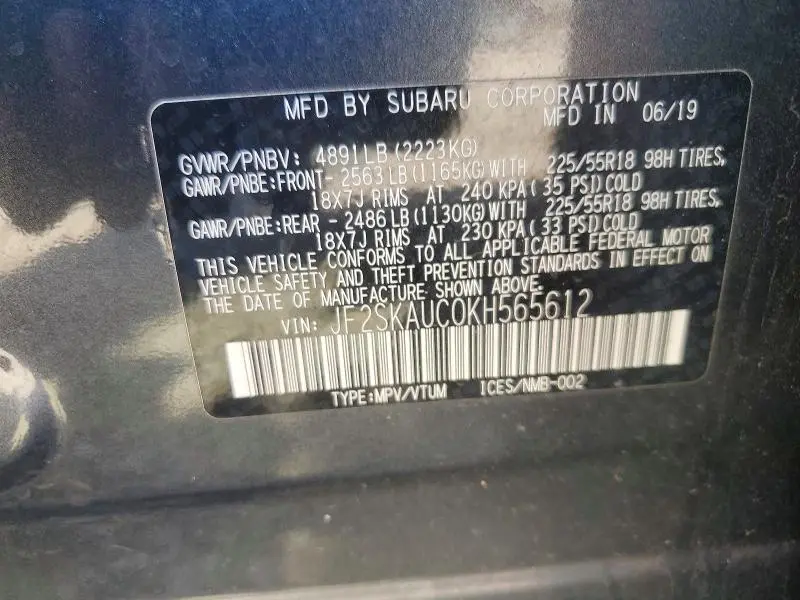 MFD BY SUBARU CORPORATION
MFD IN 06/19
GVWR/PNBV: 4891LB(2223KG)
GAWR/PNBE:FRONT- 2563LB(1165KG)WITH 225/55R18 98H TIRES,
18X7J RIMS AT 240 KPA(35 PSI)COLD
GAWR/PNBE:REAR - 2486LB(1130KG)WITH 225/55R18 98H TIRES,
18X7J RIMS AT 230 KPA(33 PSI)COLD
THIS VEHICLE CONFORMS TO ALL APPLICABLE FEDERAL MOTOR
VEHICLE SAFETY AND THEFT PREVENTION STANDARDS IN EFFECT ON
THE DATE OF MANUFACTURE SHOWN ABOVE.
VIN: JF2SKAUC0KH565612
TYPE:MPV/VTUM ICES/NMB-002